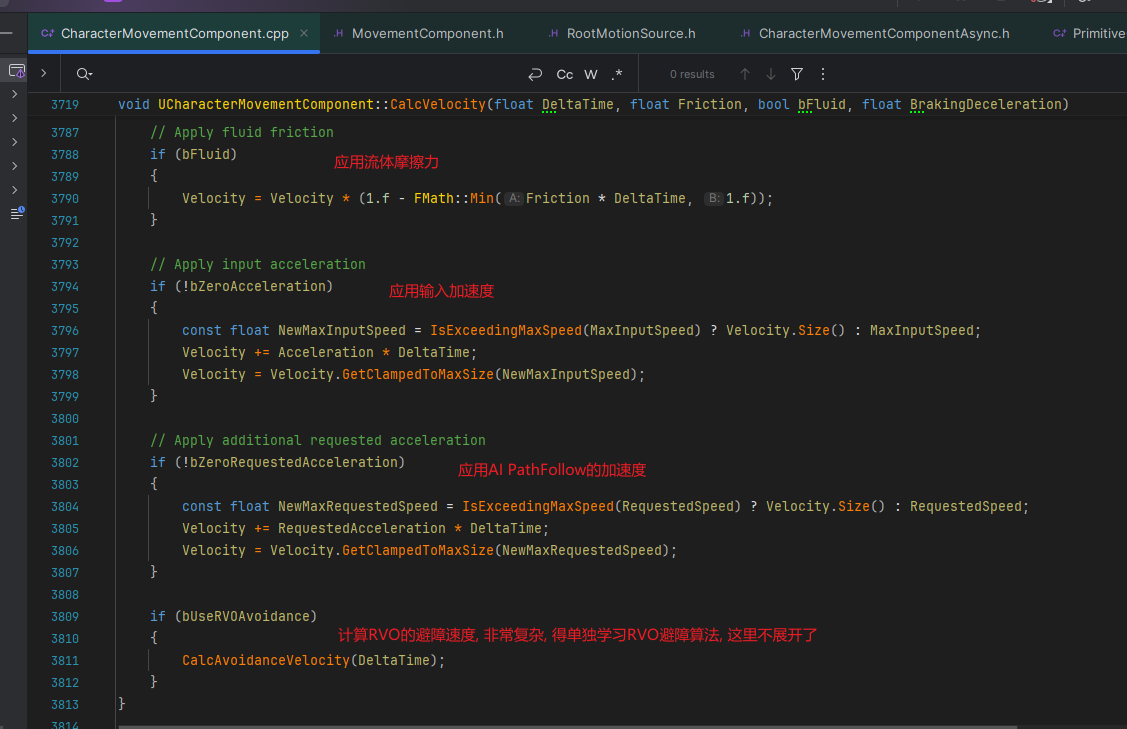 CharacterMovementComponent.cpp MovementComponent.h RootMotionSource.h CharacterMovementComponentAsync.h Primitive
Cc W .* 0 results
3719 void UCharacterMovementComponent::CalcVelocity(float DeltaTime, float Friction, bool bFluid, float BrakingDeceleration)
3787 // Apply fluid friction
3788 if (bFluid) 应用流体摩擦力
3789 {
3790 Velocity = Velocity * (1.f - FMath::Min( A: Friction * DeltaTime, B: 1.f));
3791 }
3792
3793 // Apply input acceleration
3794 if (!bZeroAcceleration) 应用输入加速度
3795 {
3796 const float NewMaxInputSpeed = IsExceedingMaxSpeed(MaxInputSpeed) ? Velocity.Size() : MaxInputSpeed;
3797 Velocity += Acceleration * DeltaTime;
3798 Velocity = Velocity.GetClampedToMaxSize(NewMaxInputSpeed);
3799 }
3800
3801 // Apply additional requested acceleration
3802 if (!bZeroRequestedAcceleration) 应用AI PathFollow的加速度
3803 {
3804 const float NewMaxRequestedSpeed = IsExceedingMaxSpeed(RequestedSpeed) ? Velocity.Size() : RequestedSpeed;
3805 Velocity += RequestedAcceleration * DeltaTime;
3806 Velocity = Velocity.GetClampedToMaxSize(NewMaxRequestedSpeed);
3807 }
3808
3809 if (bUseRVOAvoidance)
3810 { 计算RVO的避障速度, 非常复杂, 得单独学习RVO避障算法, 这里不展开了
3811 CalcAvoidanceVelocity(DeltaTime);
3812 }
3813 }
3814